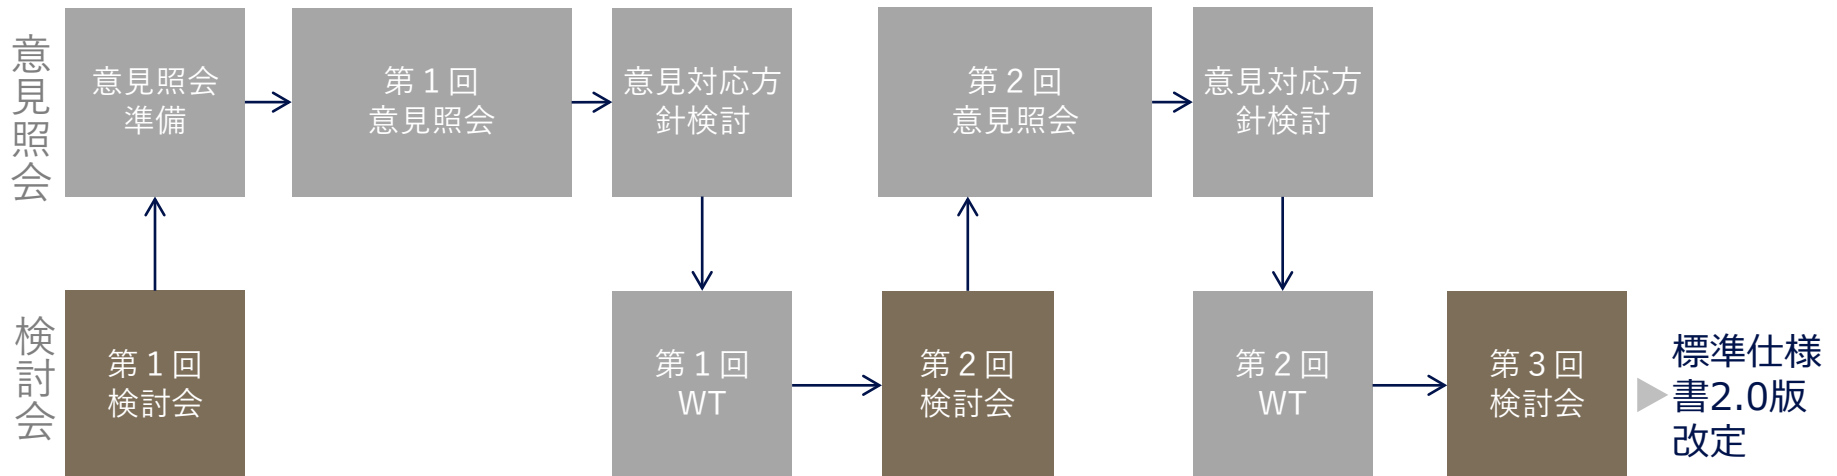 意見照会
意見照会
準備
第１回
意見照会
意見対応方
針検討
第２回
意見照会
意見対応方
針検討
検討会
第１回
検討会
第１回
WT
第２回
検討会
第２回
WT
第３回
検討会
標準仕様
書2.0版
改定